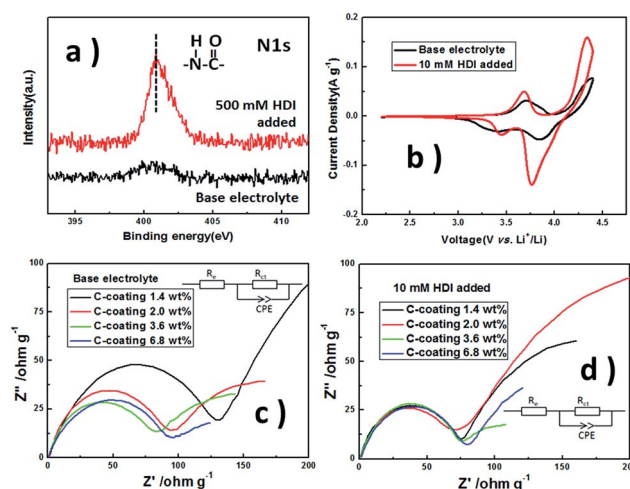 a )
H O
-N-C-
N1s
500 mM HDI
added
Base electrolyte
Intensity(a.u.)
395 400 405 410
Binding energy(eV)
Base electrolyte
10 mM HDI added
b )
Current Density(A g⁻¹)
0.2
0.1
0.0
-0.1
-0.2
2.0 2.5 3.0 3.5 4.0 4.5
Voltage(V vs. Li⁺/Li)
Base electrolyte
C-coating 1.4 wt%
C-coating 2.0 wt%
C-coating 3.6 wt%
C-coating 6.8 wt%
Rₑ Rct
CPE
c )
Z'' /ohm g⁻¹
100
75
50
25
0
0 50 100 150 200
Z' /ohm g⁻¹
10 mM HDI added
C-coating 1.4 wt%
C-coating 2.0 wt%
C-coating 3.6 wt%
C-coating 6.8 wt%
d )
Rₑ Rct
CPE
Z'' /ohm g⁻¹
100
75
50
25
0
0 50 100 150 200
Z' /ohm g⁻¹